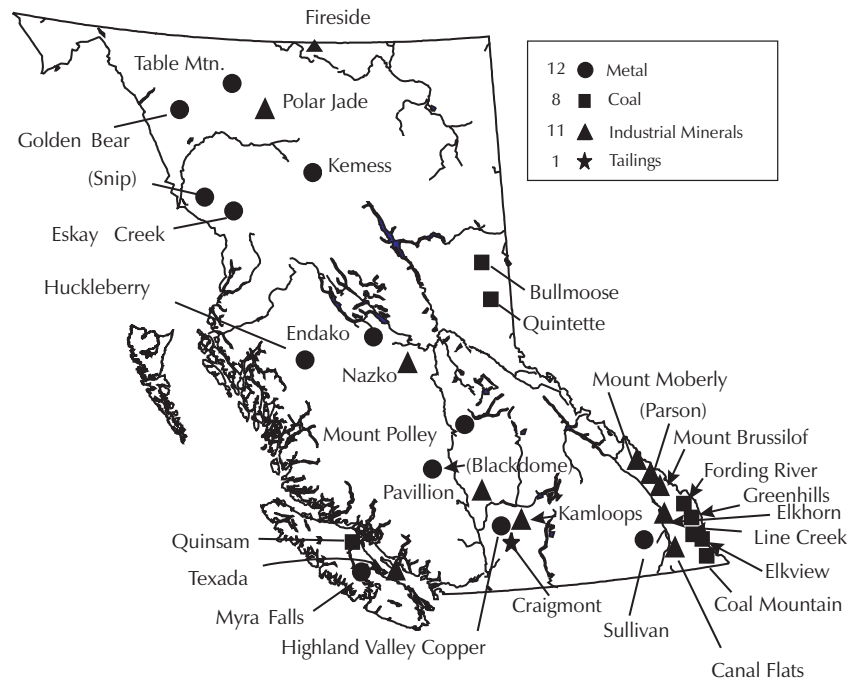 Fireside
Table Mtn.
Polar Jade
Golden Bear
(Snip)
Kemess
Eskay Creek
12 Metal
8 Coal
11 Industrial Minerals
1 Tailings
Huckleberry
Bullmoose
Quintette
Endako
Nazko
Mount Moberly
(Parson)
Mount Polley
Mount Brussilof
(Blackdome)
Fording River
Pavillion
Greenhills
Kamloops
Elkhorn
Quinsam
Line Creek
Texada
Elkview
Craigmont
Coal Mountain
Myra Falls
Sullivan
Highland Valley Copper
Canal Flats